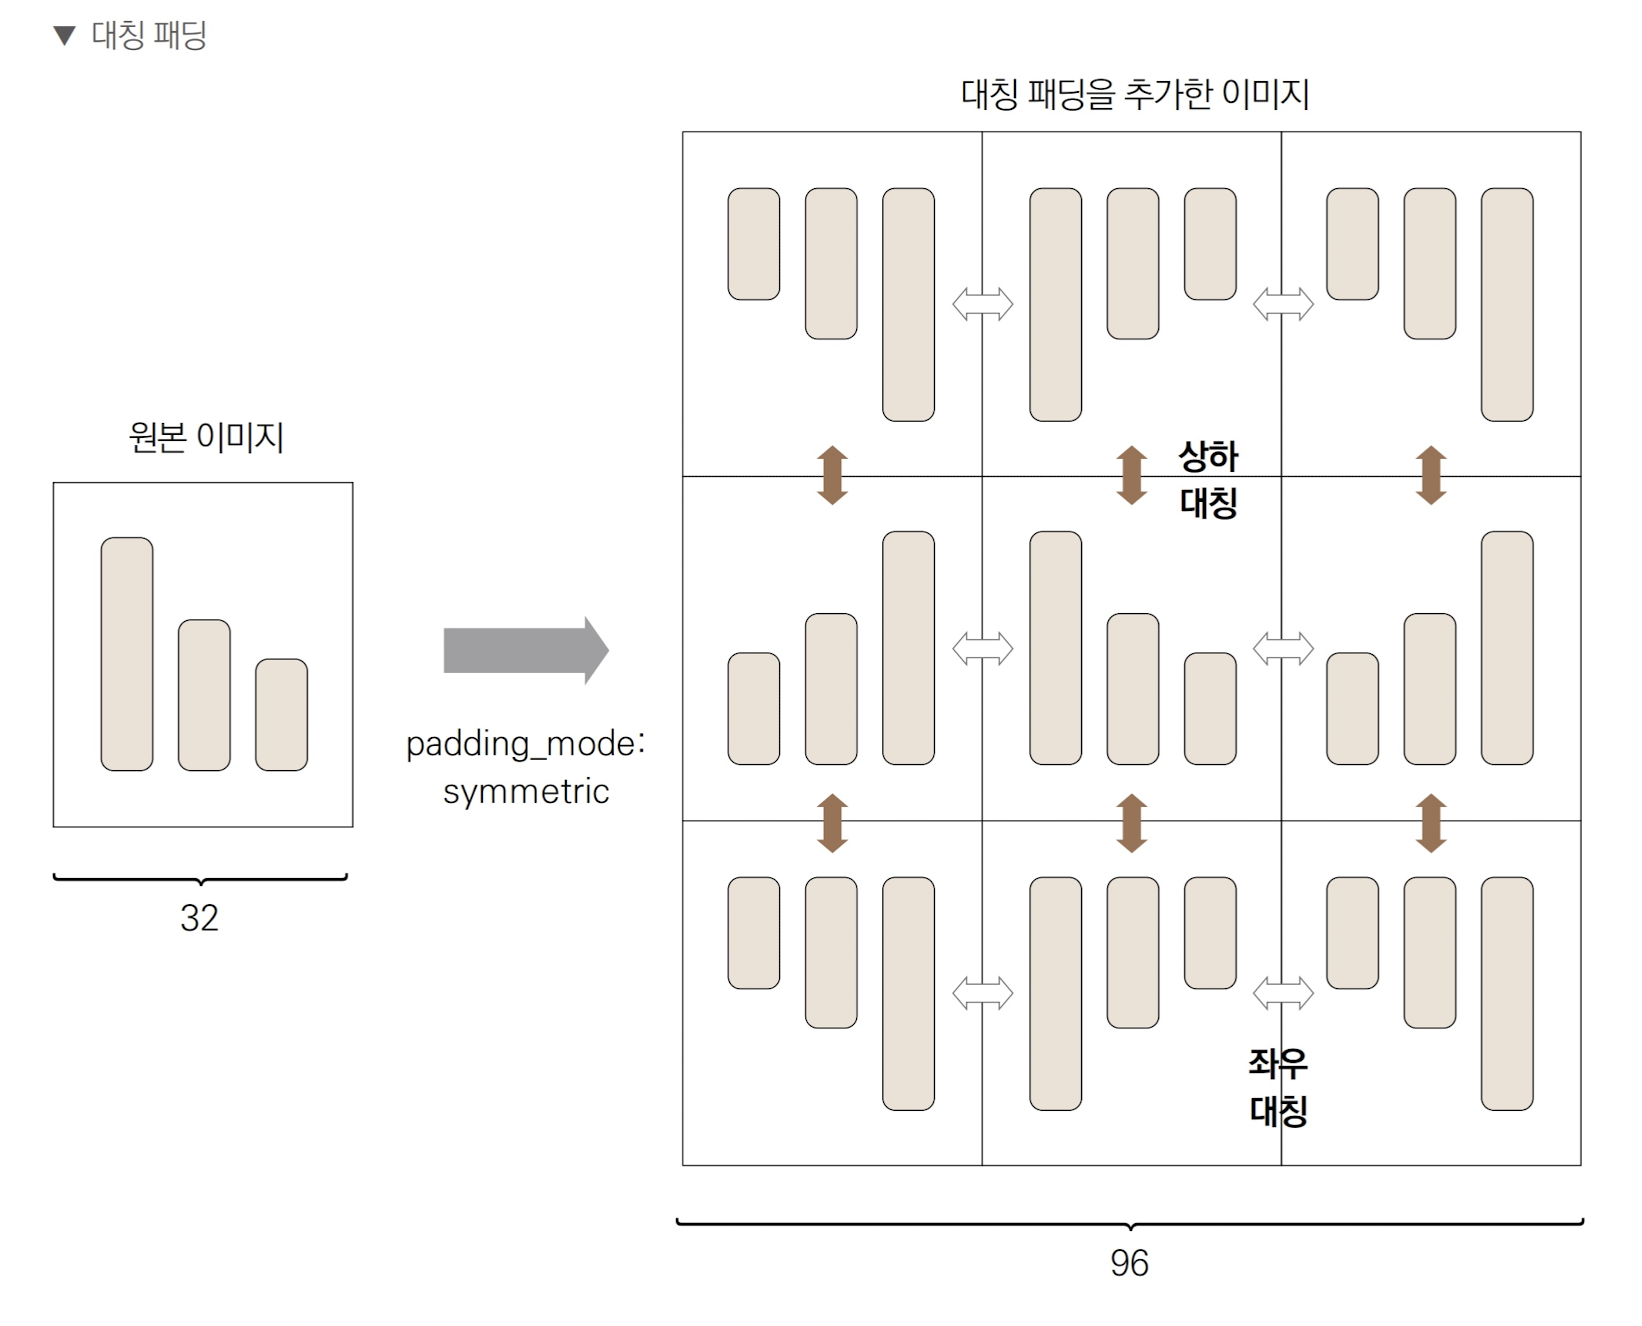 ▼ 대칭 패딩
대칭 패딩을 추가한 이미지
원본 이미지
상하
대칭
padding_mode:
symmetric
32
좌우
대칭
96